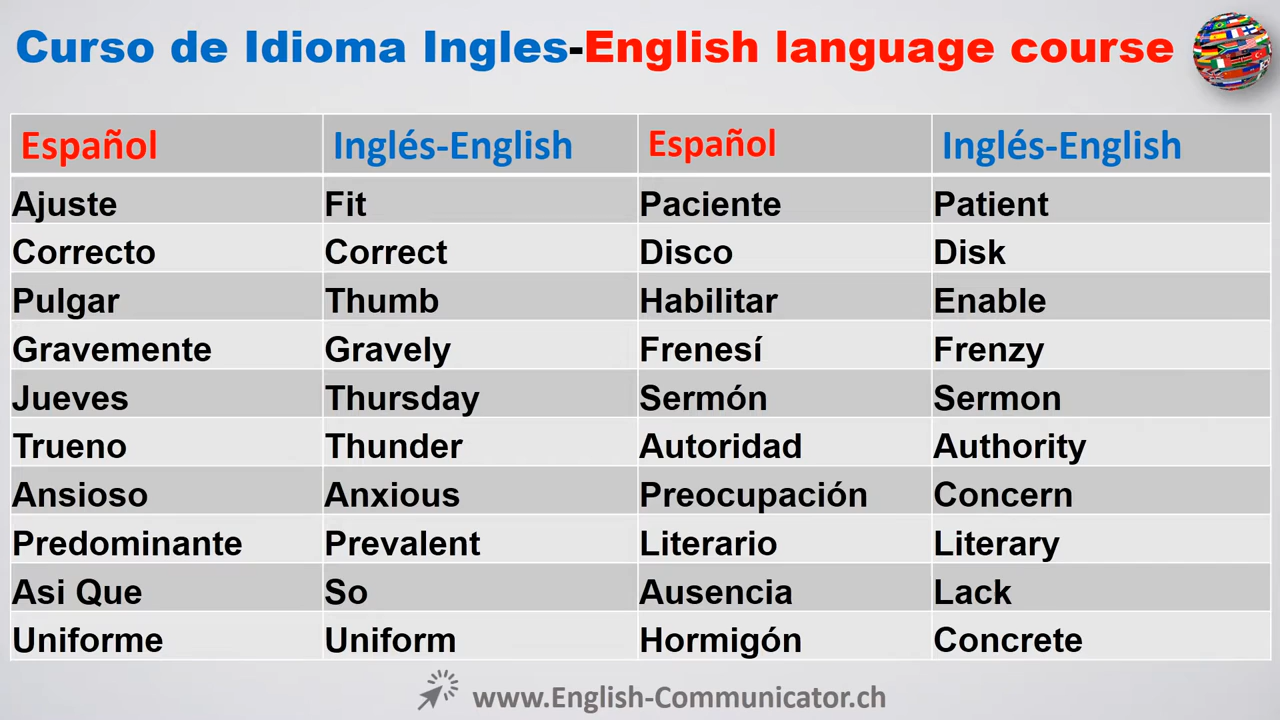 Curso de Idioma Ingles-English language course
Español Inglés-English Español Inglés-English
Ajuste Fit Paciente Patient
Correcto Correct Disco Disk
Pulgar Thumb Habilitar Enable
Gravemente Gravely Frenesí Frenzy
Jueves Thursday Sermón Sermon
Trueno Thunder Autoridad Authority
Ansioso Anxious Preocupación Concern
Predominante Prevalent Literario Literary
Asi Que So Ausencia Lack
Uniforme Uniform Hormigón Concrete
www.English-Communicator.ch